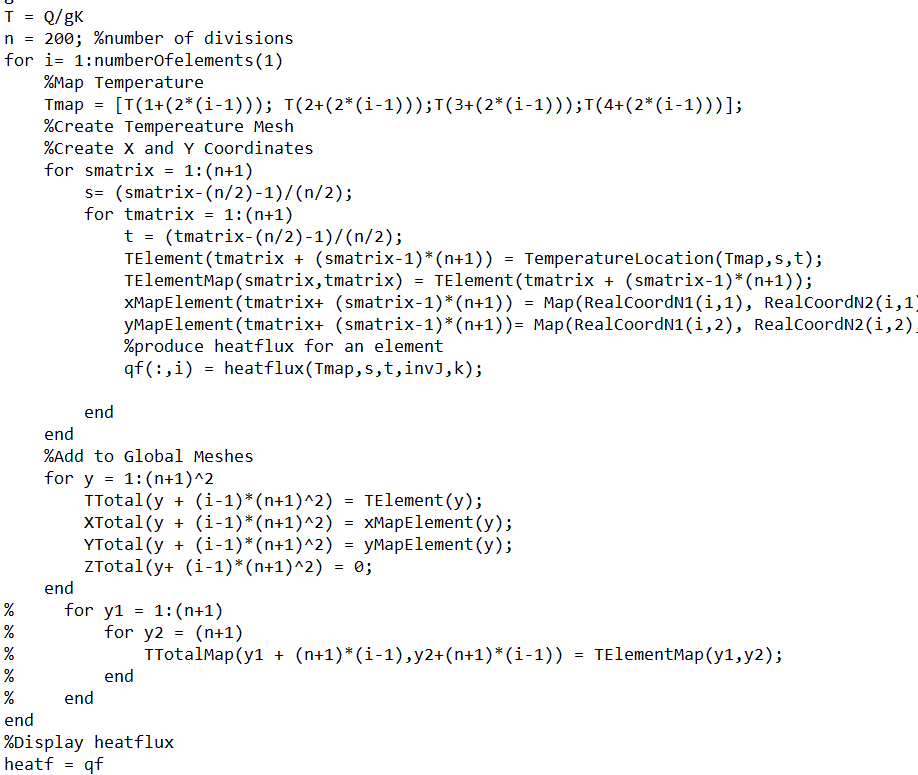 T = Q/gK
n = 200; %number of divisions
for i= 1:numberOfelements(1)
    %Map Temperature
    Tmap = [T(1+(2*(i-1))); T(2+(2*(i-1)));T(3+(2*(i-1)));T(4+(2*(i-1)))];
    %Create Tempereature Mesh
    %Create X and Y Coordinates
    for smatrix = 1:(n+1)
        s= (smatrix-(n/2)-1)/(n/2);
        for tmatrix = 1:(n+1)
            t = (tmatrix-(n/2)-1)/(n/2);
            TElement(tmatrix + (smatrix-1)*(n+1)) = TemperatureLocation(Tmap,s,t);
            TElementMap(smatrix,tmatrix) = TElement(tmatrix + (smatrix-1)*(n+1));
            xMapElement(tmatrix+ (smatrix-1)*(n+1)) = Map(RealCoordN1(i,1), RealCoordN2(i,1)
            yMapElement(tmatrix+ (smatrix-1)*(n+1))= Map(RealCoordN1(i,2), RealCoordN2(i,2),
            %produce heatflux for an element
            qf(:,i) = heatflux(Tmap,s,t,invJ,k);
        end
    end
    %Add to Global Meshes
    for y = 1:(n+1)^2
        TTotal(y + (i-1)*(n+1)^2) = TElement(y);
        XTotal(y + (i-1)*(n+1)^2) = xMapElement(y);
        YTotal(y + (i-1)*(n+1)^2) = yMapElement(y);
        ZTotal(y+ (i-1)*(n+1)^2) = 0;
    end
%     for y1 = 1:(n+1)
%         for y2 = (n+1)
%             TTotalMap(y1 + (n+1)*(i-1),y2+(n+1)*(i-1)) = TElementMap(y1,y2);
%         end
%     end
end
%Display heatflux
heatf = qf